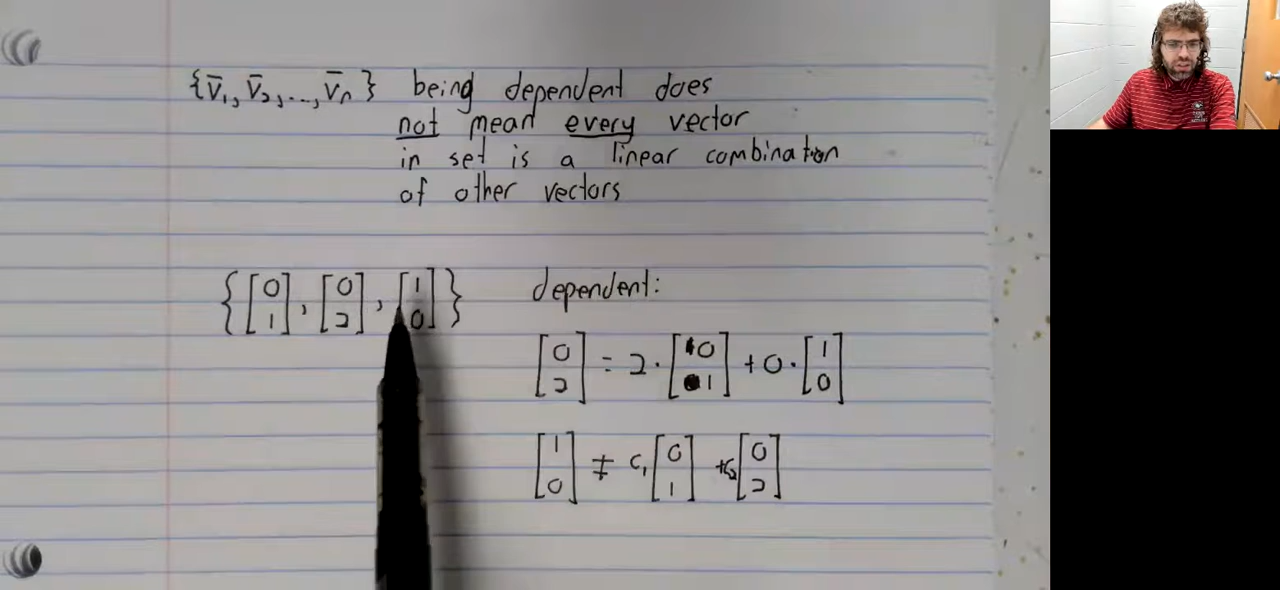 {v̄₁, v̄₂, ..., v̄ₙ} being dependent does
not mean every vector
in set is a linear combination
of other vectors
{[0 1], [0 2], [1 0]} dependent:
[0 2] = 2·[0 1] + 0·[1 0]
[1 0] ≠ c₁[0 1] + c₂[0 2]